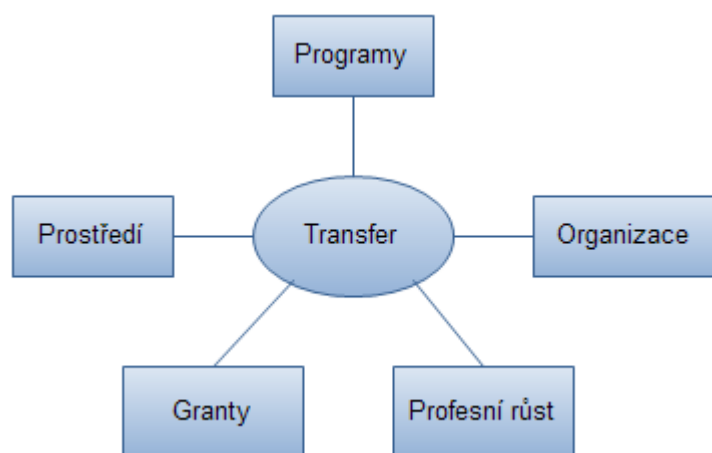 Programy
Prostředí
Transfer
Organizace
Granty
Profesní růst